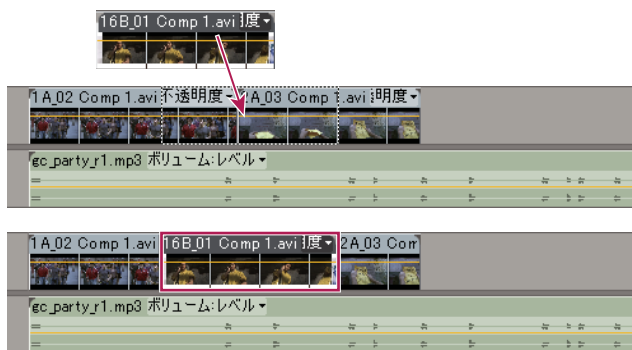 16B_01 Comp 1.avi 度
1A_02 Comp 1.avi 不透明度 A_03 Comp 1.avi 明度
gc_party_r1.mp3 ボリューム:レベル
1A_02 Comp 1.avi 16B_01 Comp 1.avi 度 2A_03 Com
gc_party_r1.mp3 ボリューム:レベル